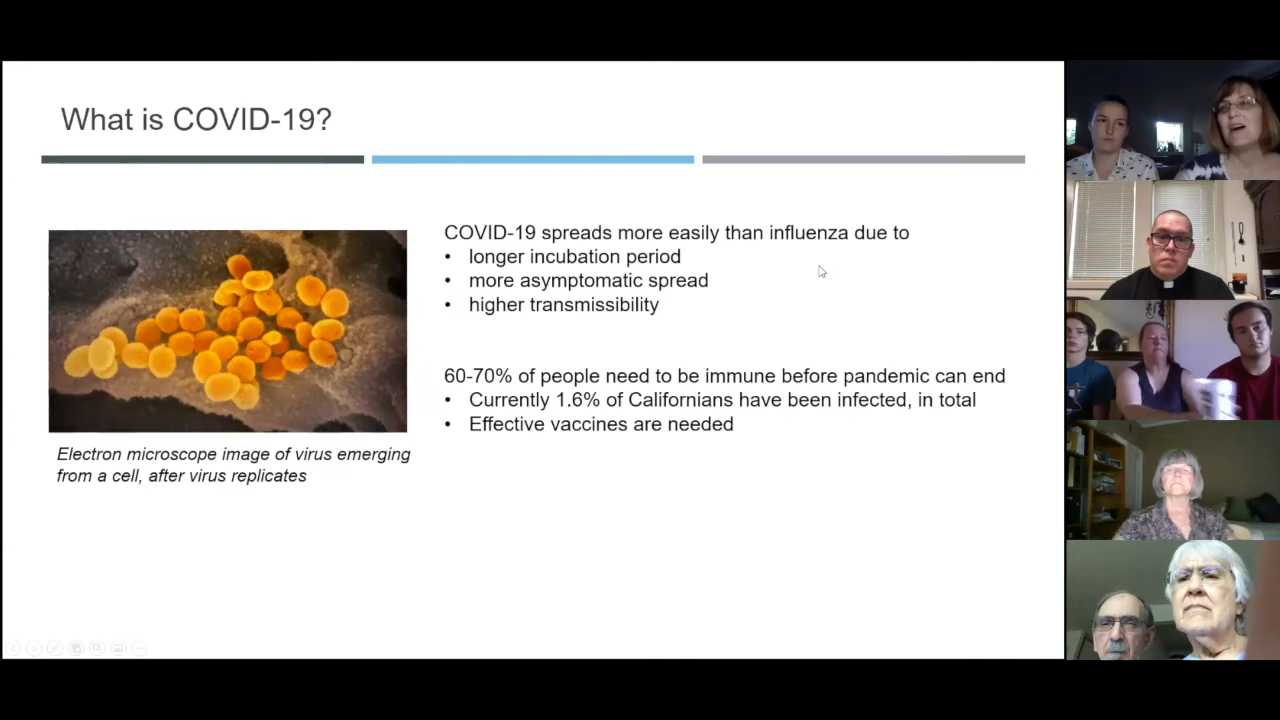 What is COVID-19?
COVID-19 spreads more easily than influenza due to
• longer incubation period
• more asymptomatic spread
• higher transmissibility
60-70% of people need to be immune before pandemic can end
• Currently 1.6% of Californians have been infected, in total
• Effective vaccines are needed
Electron microscope image of virus emerging
from a cell, after virus replicates